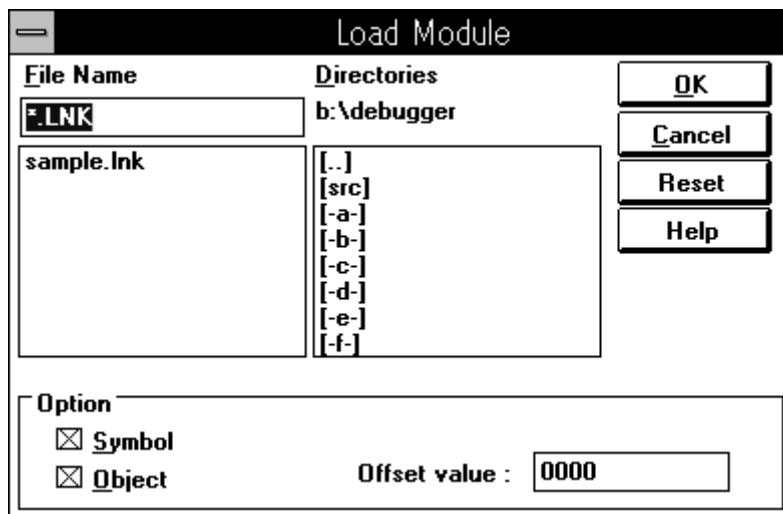 Load Module
File Name
*.LNK
sample.lnk
Directories
b:\debugger
[..]
[src]
[-a-]
[-b-]
[-c-]
[-d-]
[-e-]
[-f-]
OK
Cancel
Reset
Help
Option
Symbol
Object
Offset value : 0000